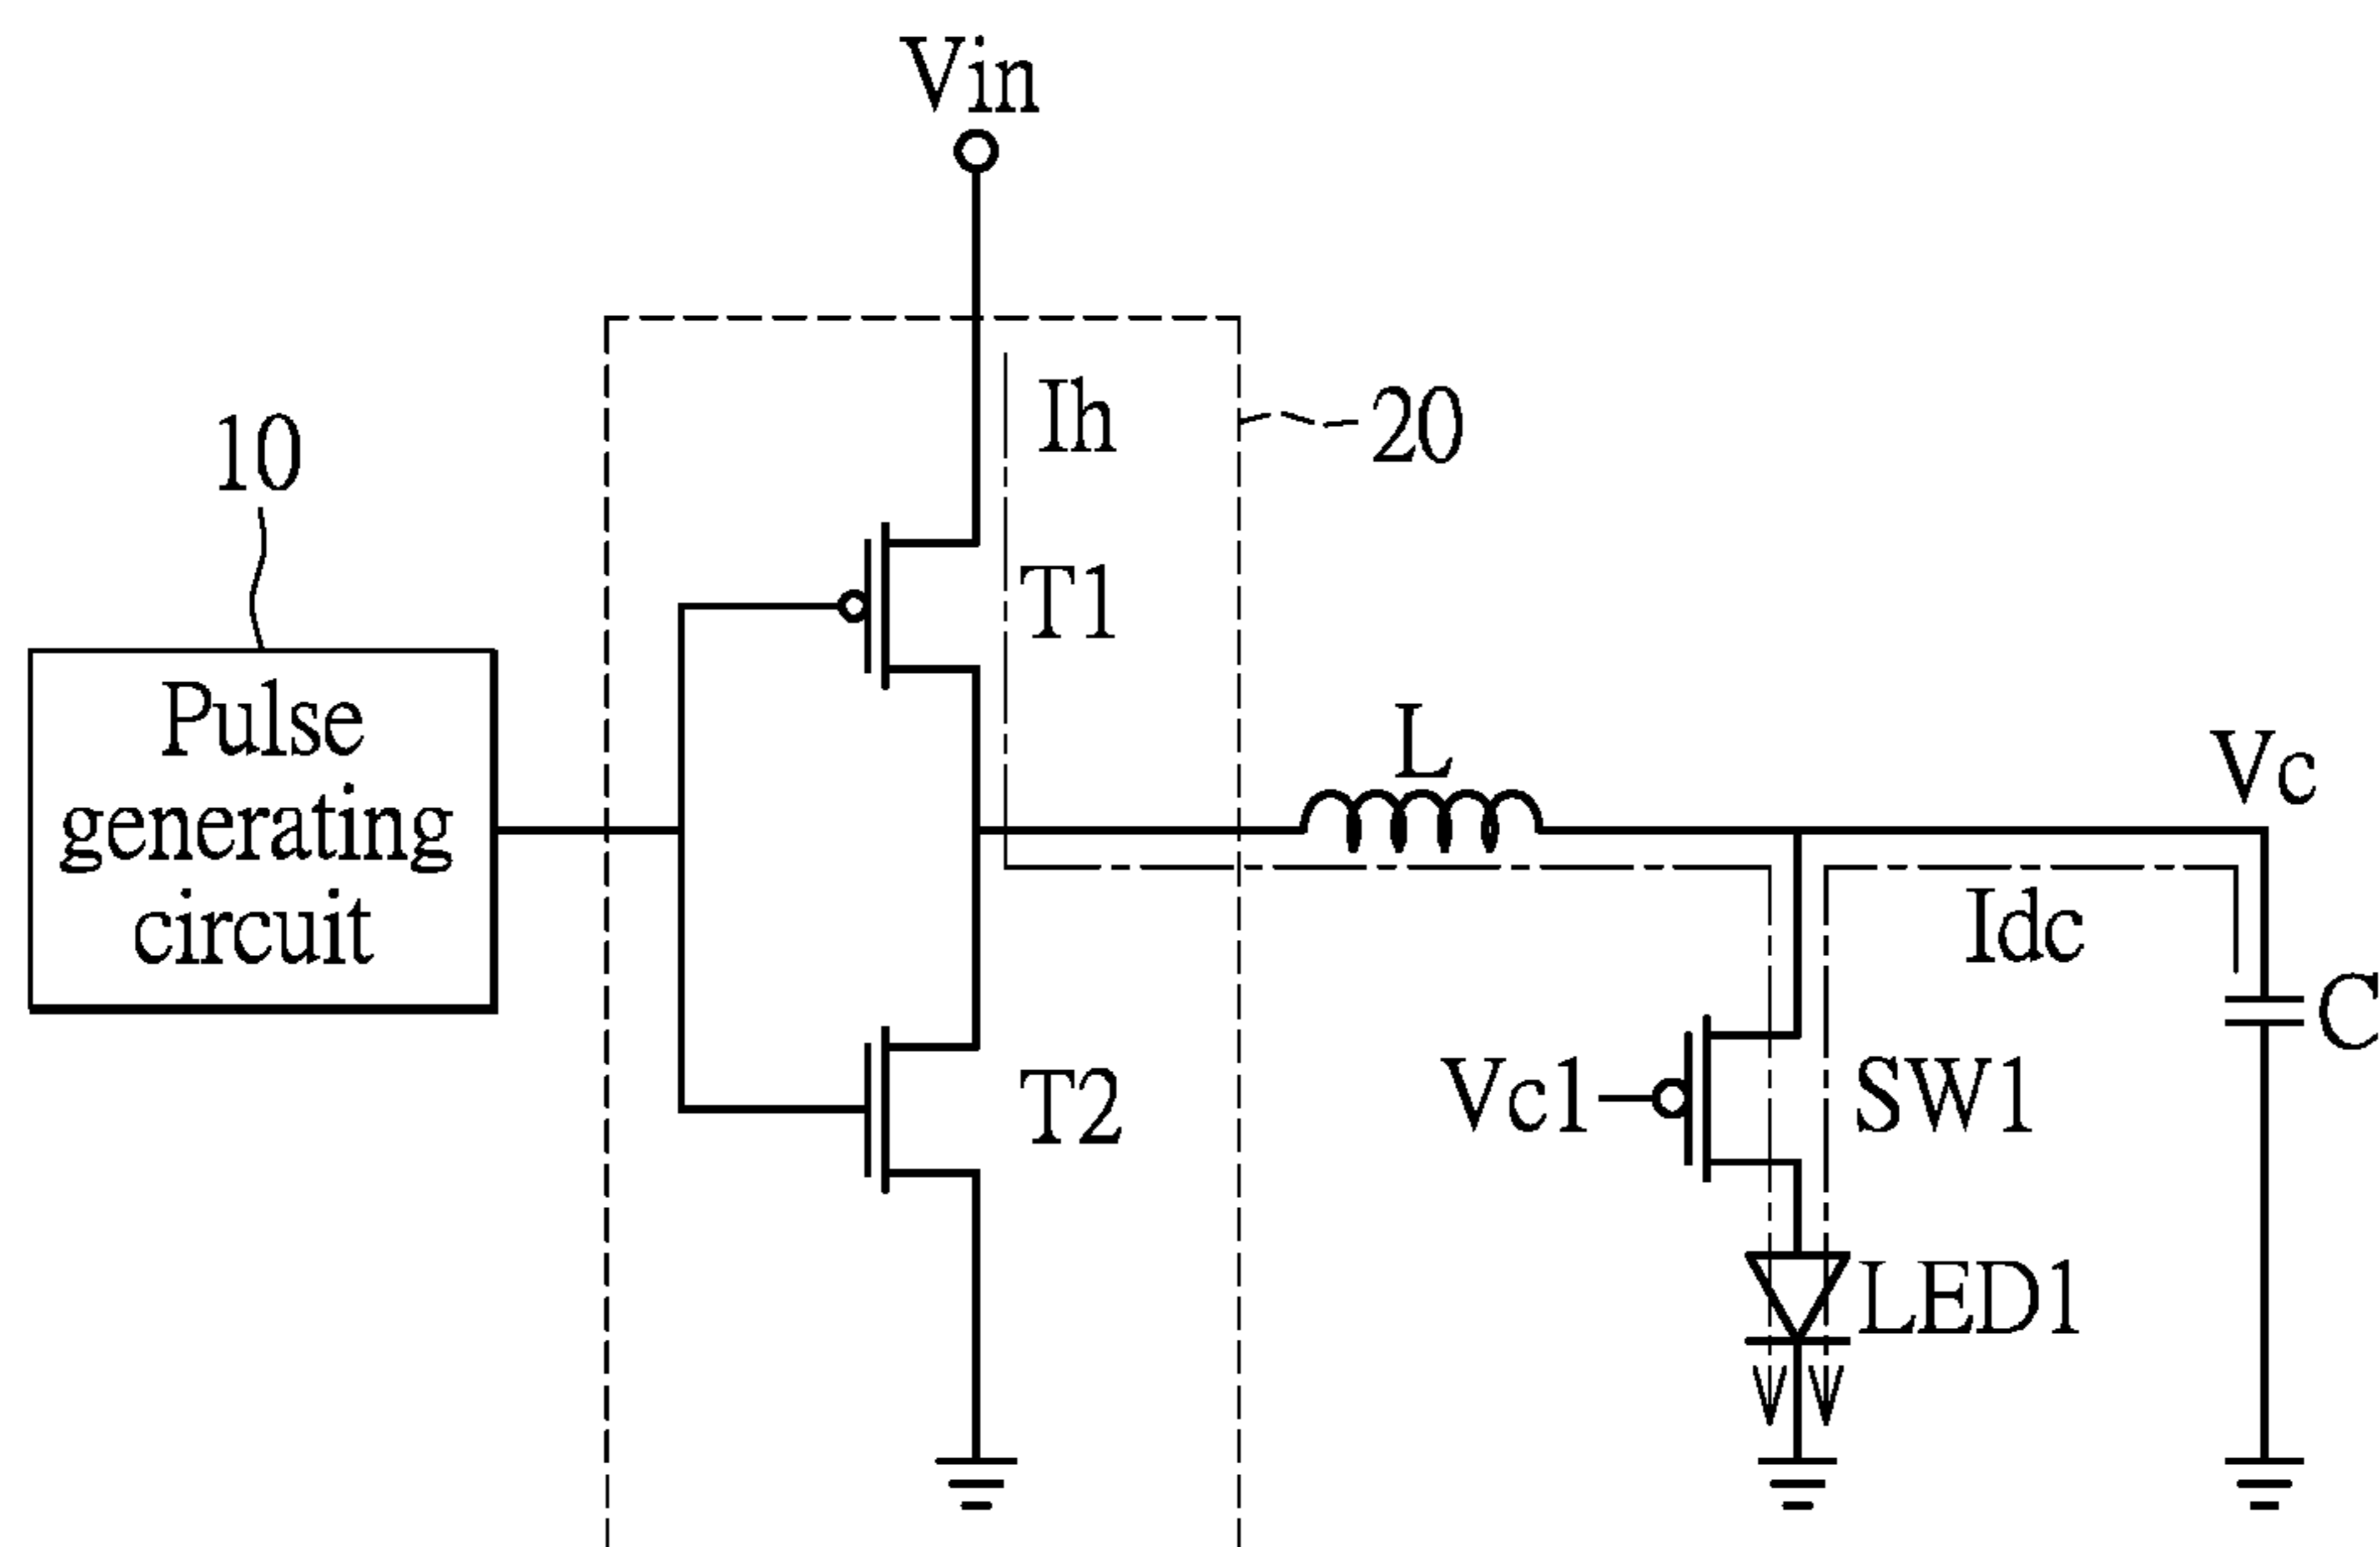 Vin
Ih
20
10
T1
Pulse
generating
circuit
L
Vc
Idc
C
T2
Vc1
SW1
LED1